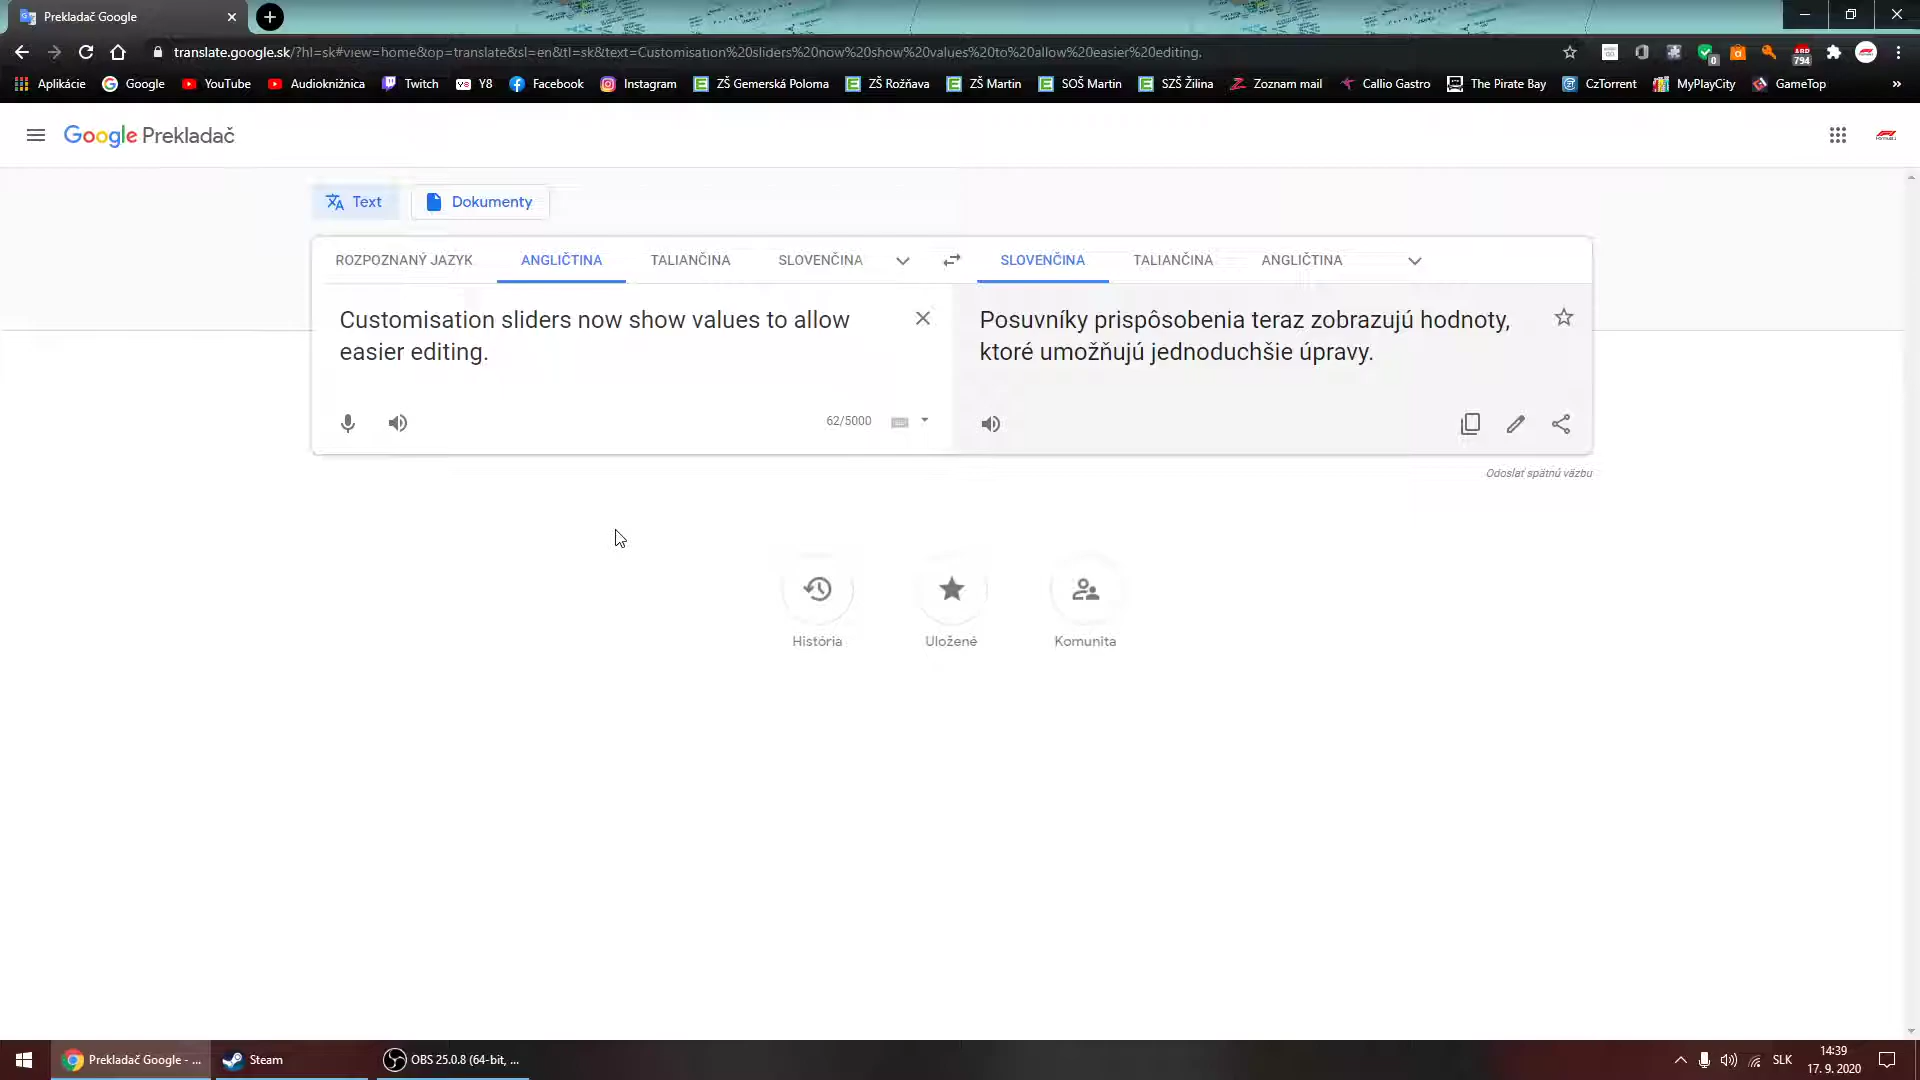 Prekladač Google
translate.google.sk/?hl=sk#view=home&op=translate&sl=en&tl=sk&text=Customisation%20sliders%20now%20show%20values%20to%20allow%20easier%20editing.
0
794
Aplikácie Google YouTube Audioknižnica Twitch Y8 Facebook Instagram ZŠ Gemerská Poloma ZŠ Rožňava ZŠ Martin SOŠ Martin SZŠ Žilina Zoznam mail Callio Gastro The Pirate Bay CzTorrent MyPlayCity GameTop »
Google Prekladač
Text Dokumenty
ROZPOZNANÝ JAZYK ANGLIČTINA TALIANČINA SLOVENČINA SLOVENČINA TALIANČINA ANGLIČTINA
Customisation sliders now show values to allow
easier editing.
Posuvníky prispôsobenia teraz zobrazujú hodnoty,
ktoré umožňujú jednoduchšie úpravy.
62/5000
Odoslať spätnú väzbu
História Uložené Komunita
Prekladač Google - ... Steam OBS 25.0.8 (64-bit, ... SLK 14:39
17. 9. 2020